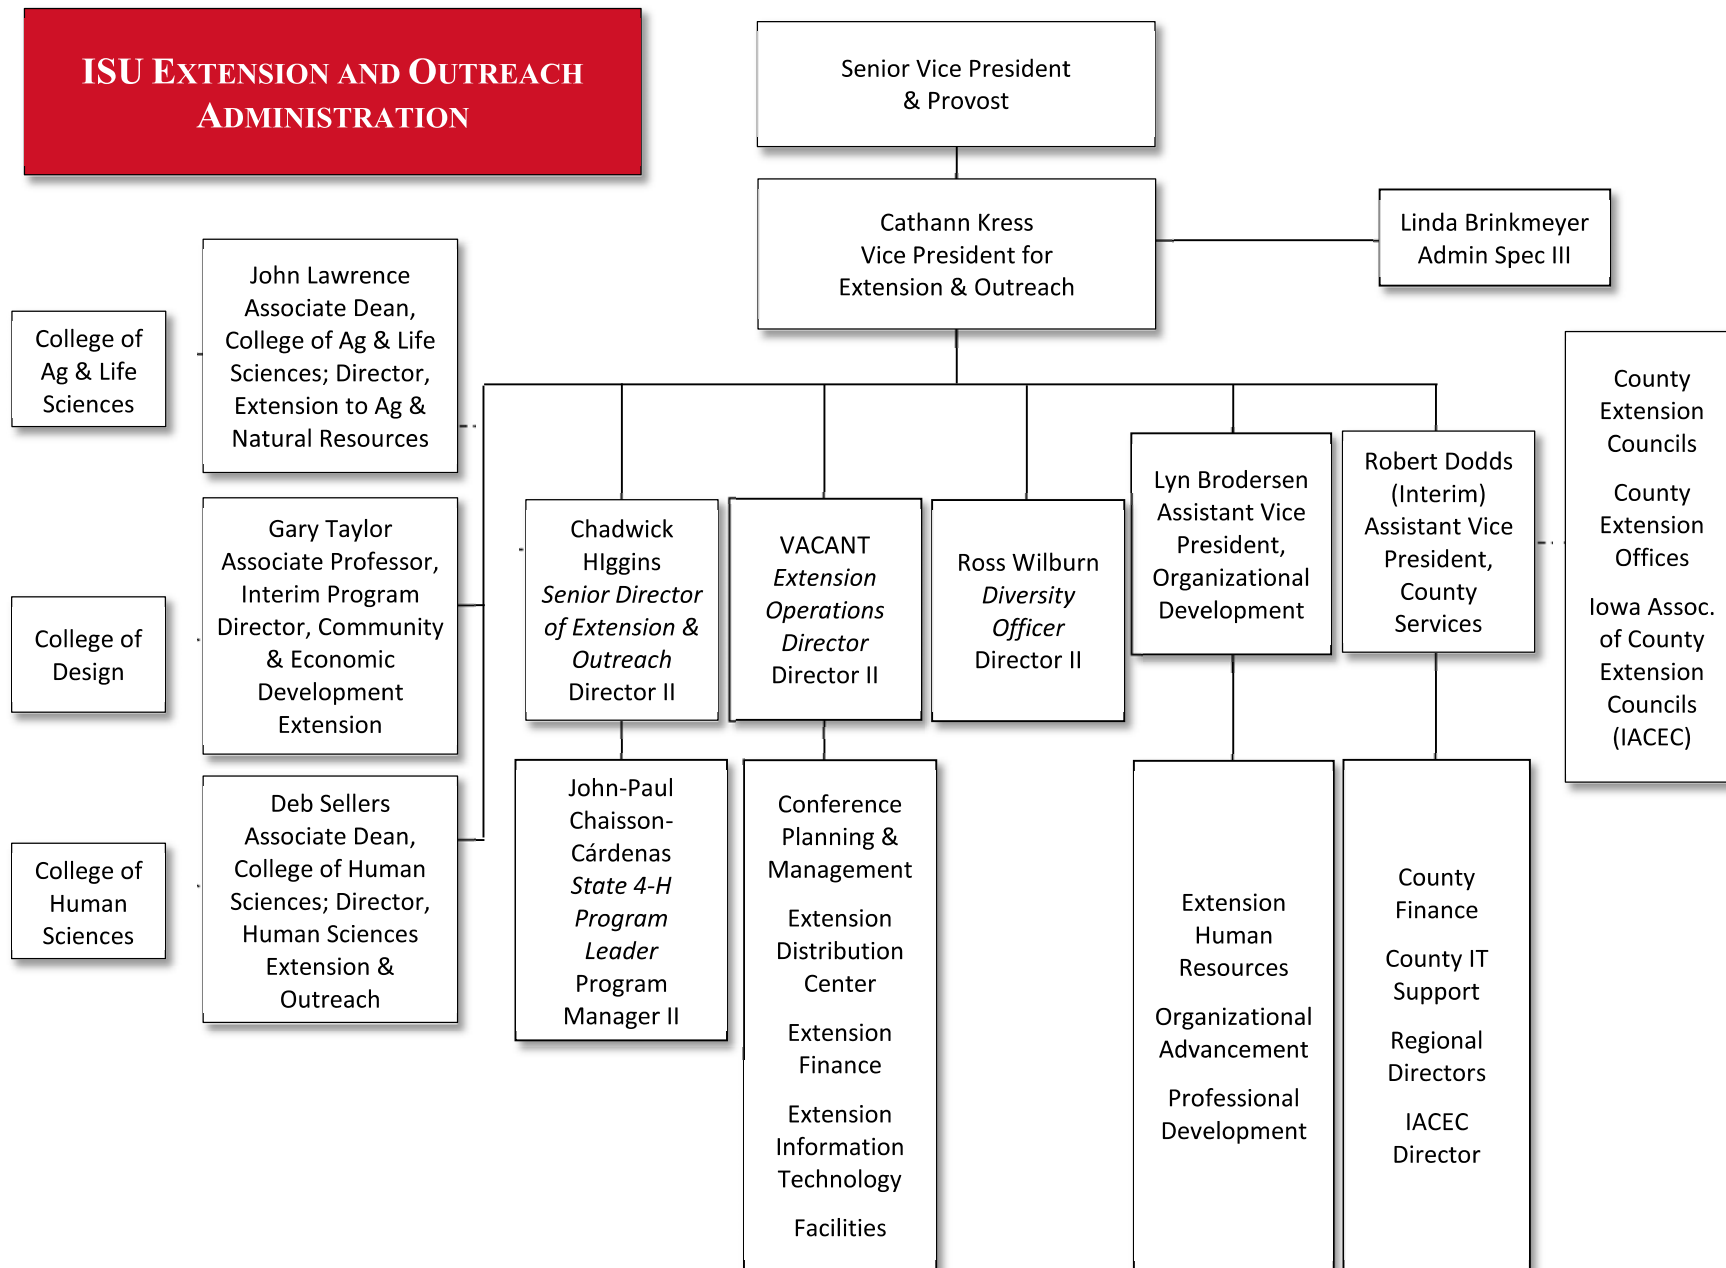 ISU EXTENSION AND OUTREACH
ADMINISTRATION
Senior Vice President
& Provost
Cathann Kress
Vice President for
Extension & Outreach
Linda Brinkmeyer
Admin Spec III
College of
Ag & Life
Sciences
John Lawrence
Associate Dean,
College of Ag & Life
Sciences; Director,
Extension to Ag &
Natural Resources
College of
Design
Gary Taylor
Associate Professor,
Interim Program
Director, Community
& Economic
Development
Extension
College of
Human
Sciences
Deb Sellers
Associate Dean,
College of Human
Sciences; Director,
Human Sciences
Extension &
Outreach
Chadwick
HIggins
Senior Director
of Extension &
Outreach
Director II
John-Paul
Chaisson-
Cárdenas
State 4-H
Program
Leader
Program
Manager II
VACANT
Extension
Operations
Director
Director II
Conference
Planning &
Management
Extension
Distribution
Center
Extension
Finance
Extension
Information
Technology
Facilities
Ross Wilburn
Diversity
Officer
Director II
Lyn Brodersen
Assistant Vice
President,
Organizational
Development
Extension
Human
Resources
Organizational
Advancement
Professional
Development
Robert Dodds
(Interim)
Assistant Vice
President,
County
Services
County
Finance
County IT
Support
Regional
Directors
IACEC
Director
County
Extension
Councils
County
Extension
Offices
Iowa Assoc.
of County
Extension
Councils
(IACEC)